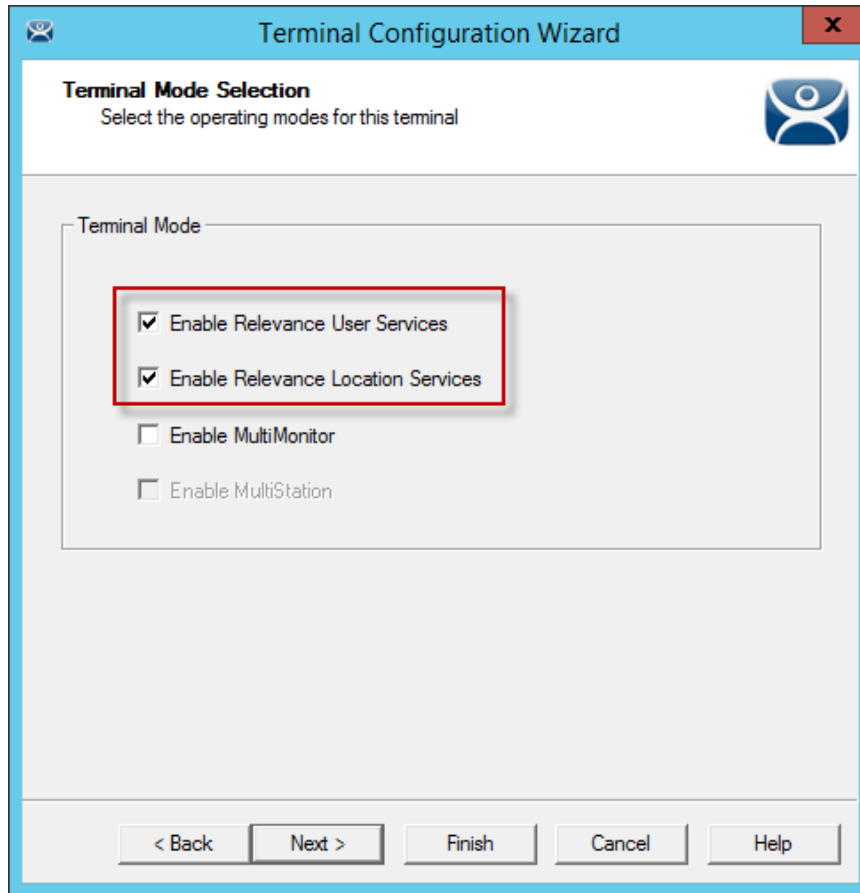 Terminal Configuration Wizard
x
Terminal Mode Selection
Select the operating modes for this terminal
Terminal Mode
Enable Relevance User Services
Enable Relevance Location Services
Enable MultiMonitor
Enable MultiStation
< Back Next > Finish Cancel Help